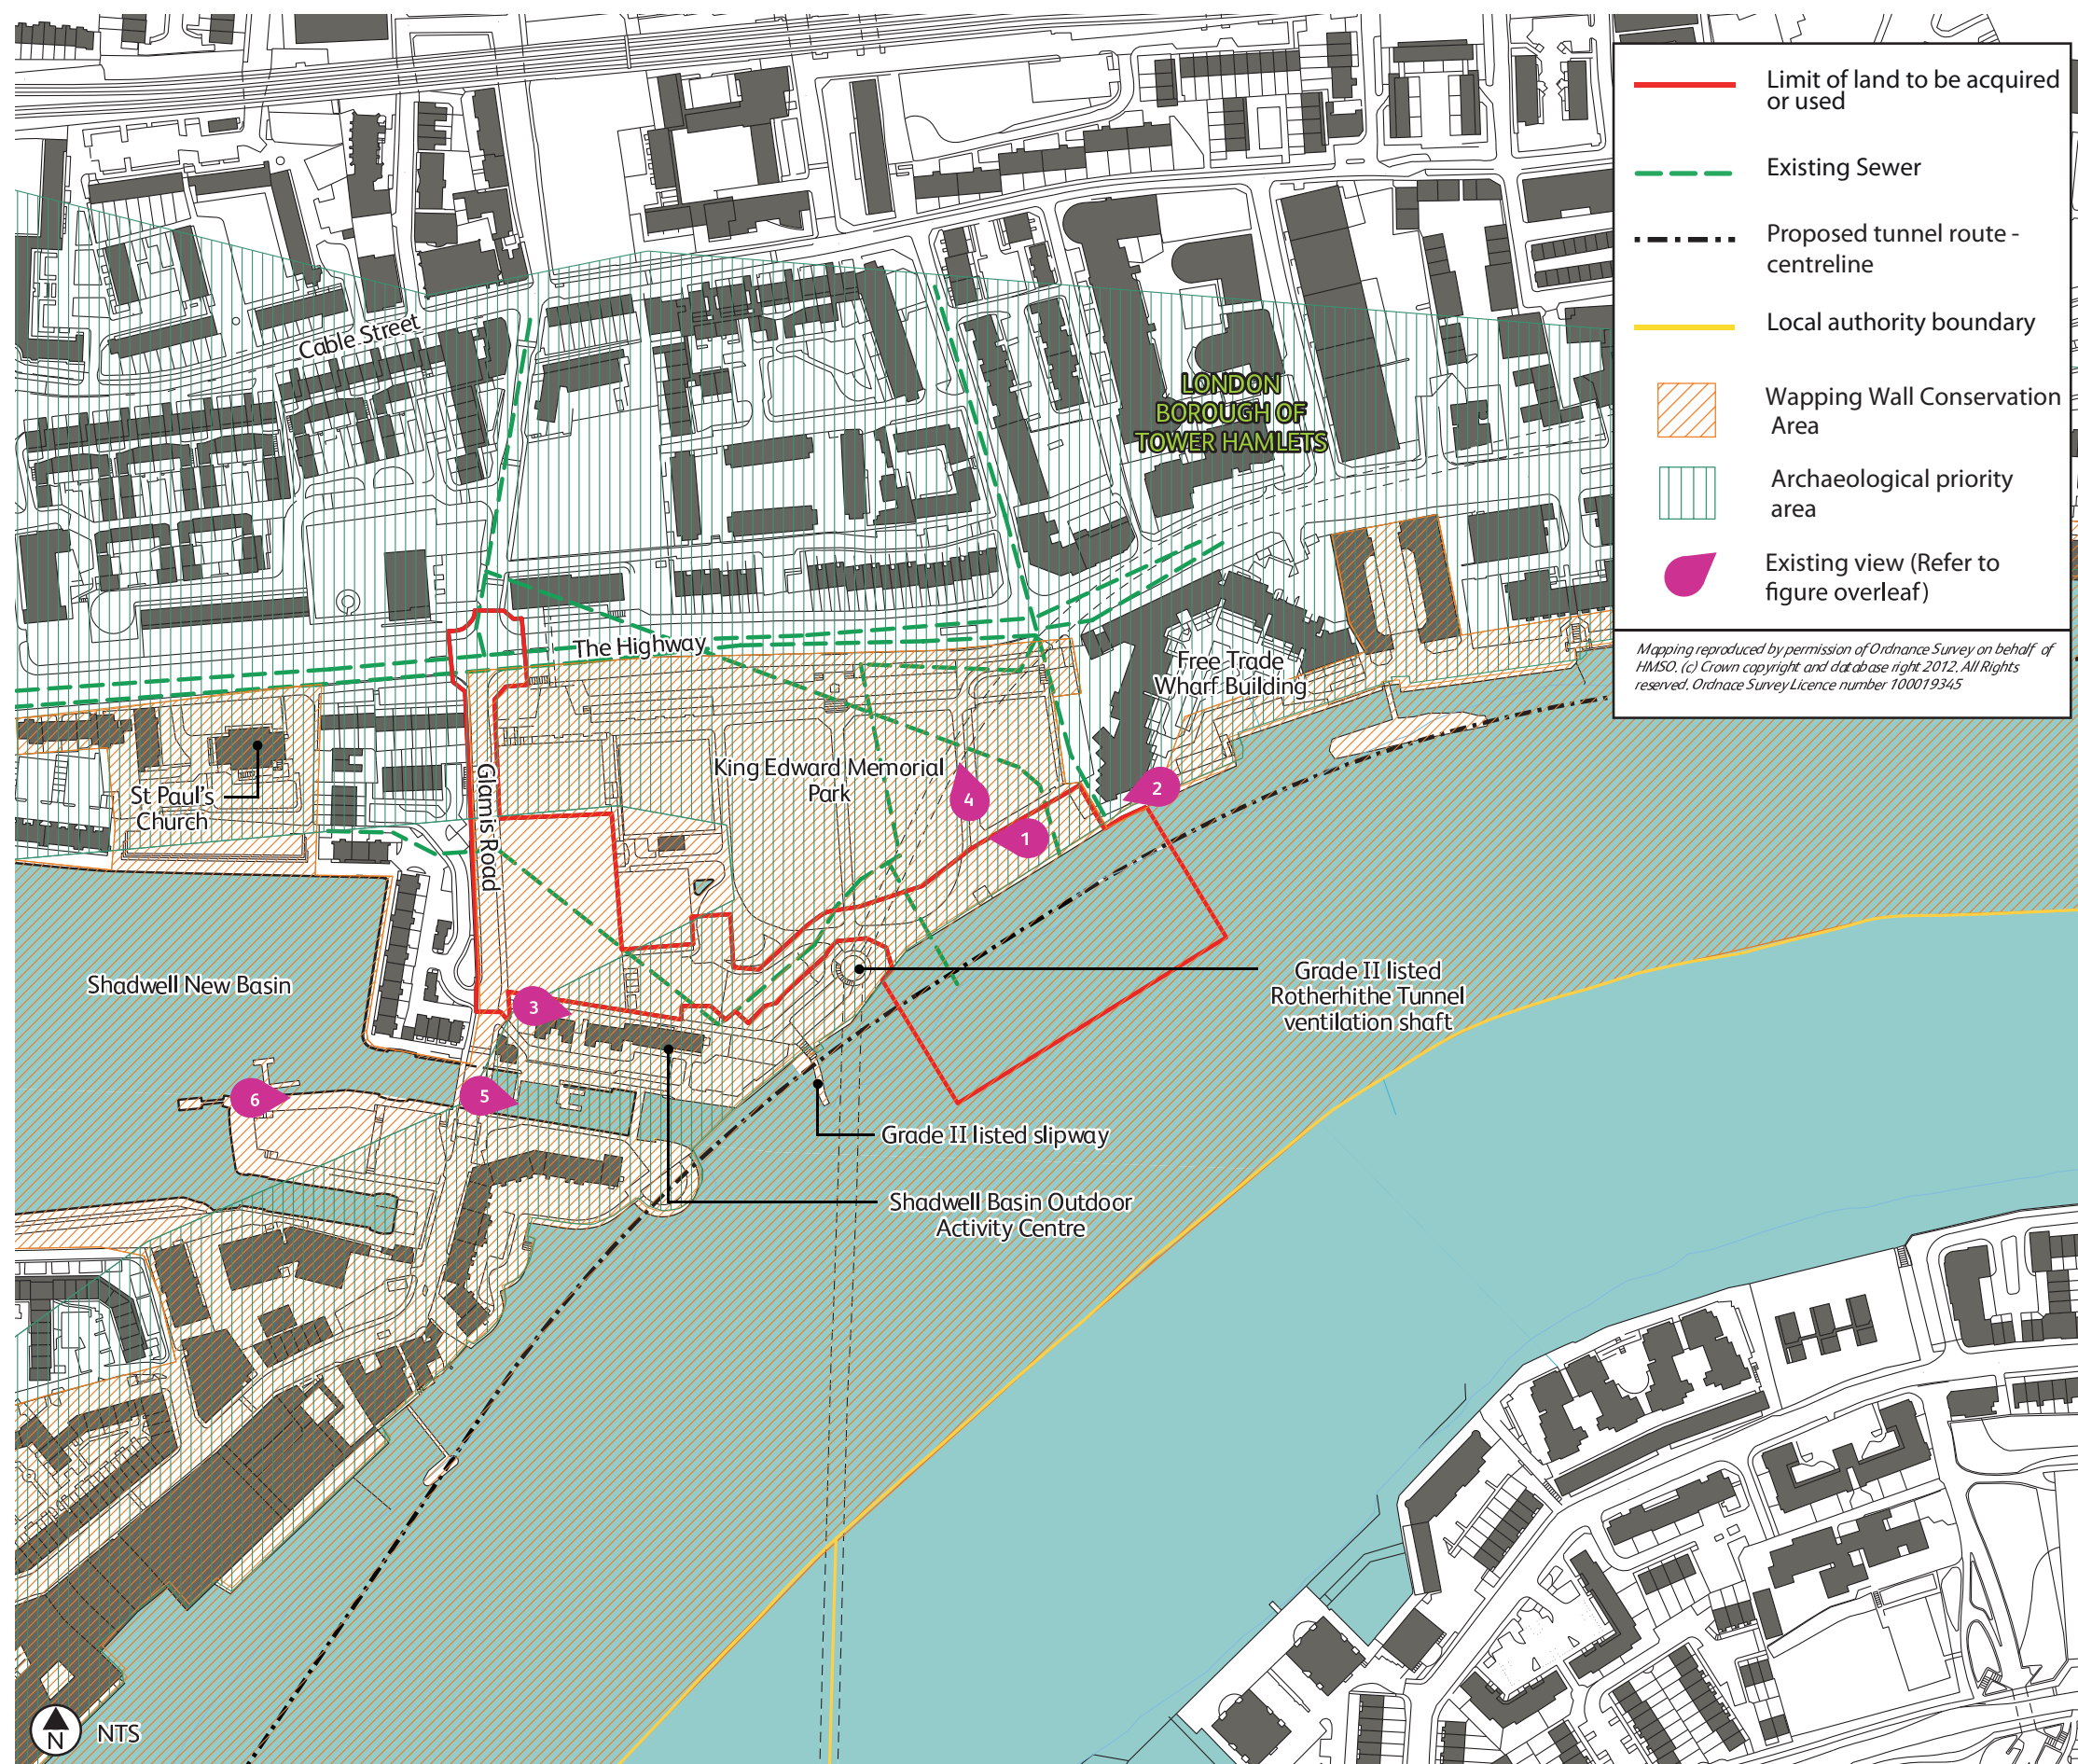 Limit of land to be acquired
or used
Existing Sewer
Proposed tunnel route -
centreline
Local authority boundary
Wapping Wall Conservation
Area
Archaeological priority
area
Existing view (Refer to
figure overleaf)
Mapping reproduced by permission of Ordnance Survey on behalf of
HMSO. (c) Crown copyright and database right 2012. All Rights
reserved. Ordnace Survey Licence number 100019345
Cable Street
LONDON
BOROUGH OF
TOWER HAMLETS
The Highway
Free Trade
Wharf Building
St Paul's
Church
Glamis Road
King Edward Memorial
Park
4
2
1
Shadwell New Basin
3
Grade II listed
Rotherhithe Tunnel
ventilation shaft
6
5
Grade II listed slipway
Shadwell Basin Outdoor
Activity Centre
N
NTS